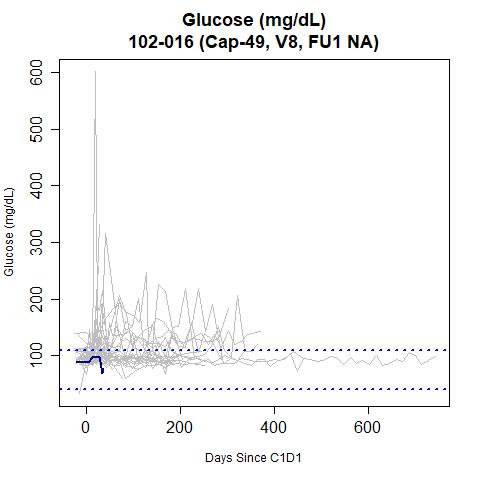 Glucose (mg/dL)
102-016 (Cap-49, V8, FU1 NA)
Glucose (mg/dL)
600
500
400
300
200
100
0 200 400 600
Days Since C1D1